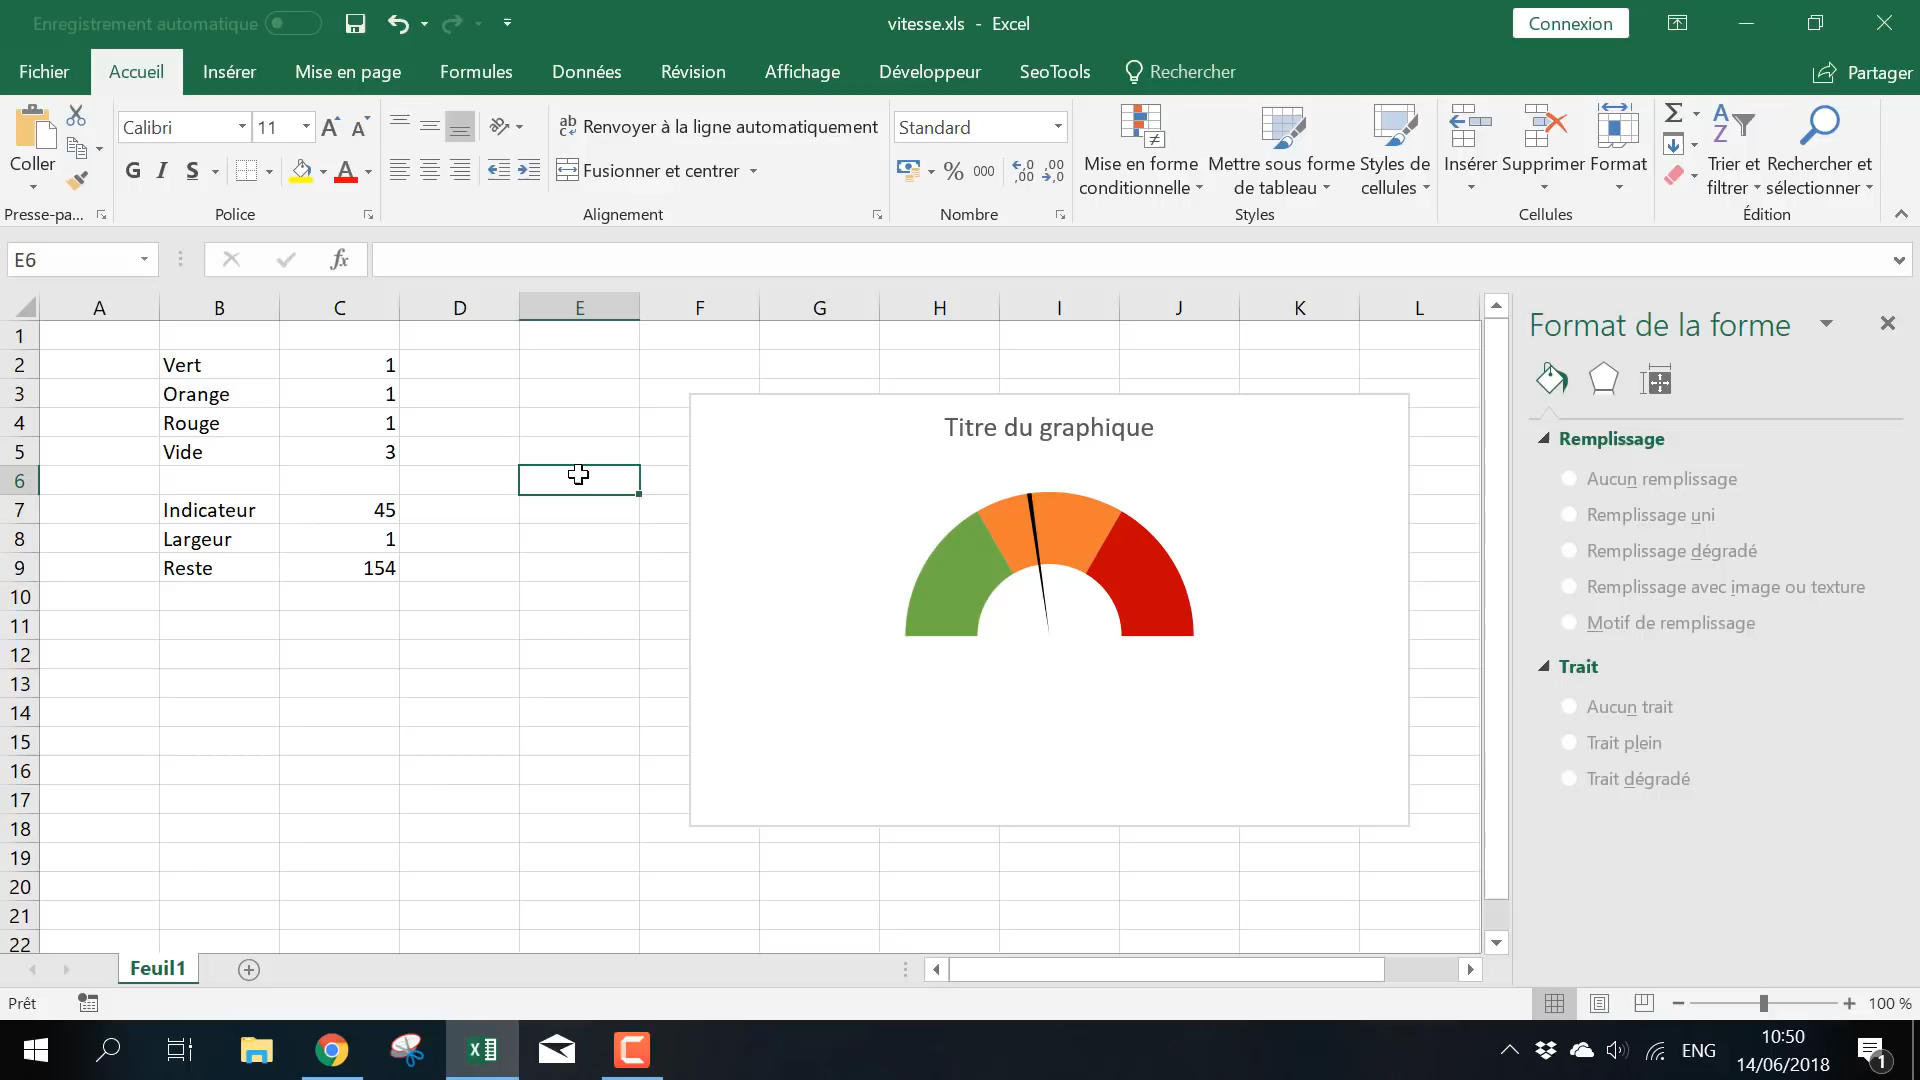 Enregistrement automatique
vitesse.xls - Excel
Connexion
Fichier Accueil Insérer Mise en page Formules Données Révision Affichage Développeur SeoTools Rechercher Partager
Calibri 11 Renvoyer à la ligne automatiquement Standard
Coller G I S Fusionner et centrer % 000
Mise en forme conditionnelle
Mettre sous forme de tableau
Styles de cellules
Insérer Supprimer Format
Trier et filtrer
Rechercher et sélectionner
Presse-pa... Police Alignement Nombre Styles Cellules Édition
E6 fx
A B C D E F G H I J K L
1
2 Vert 1
3 Orange 1
4 Rouge 1
5 Vide 3
6
7 Indicateur 45
8 Largeur 1
9 Reste 154
10
11
12
13
14
15
16
17
18
19
20
21
22
Titre du graphique
Format de la forme
Remplissage
Aucun remplissage
Remplissage uni
Remplissage dégradé
Remplissage avec image ou texture
Motif de remplissage
Trait
Aucun trait
Trait plein
Trait dégradé
Feuil1
Prêt
100 %
ENG
10:50
14/06/2018
1